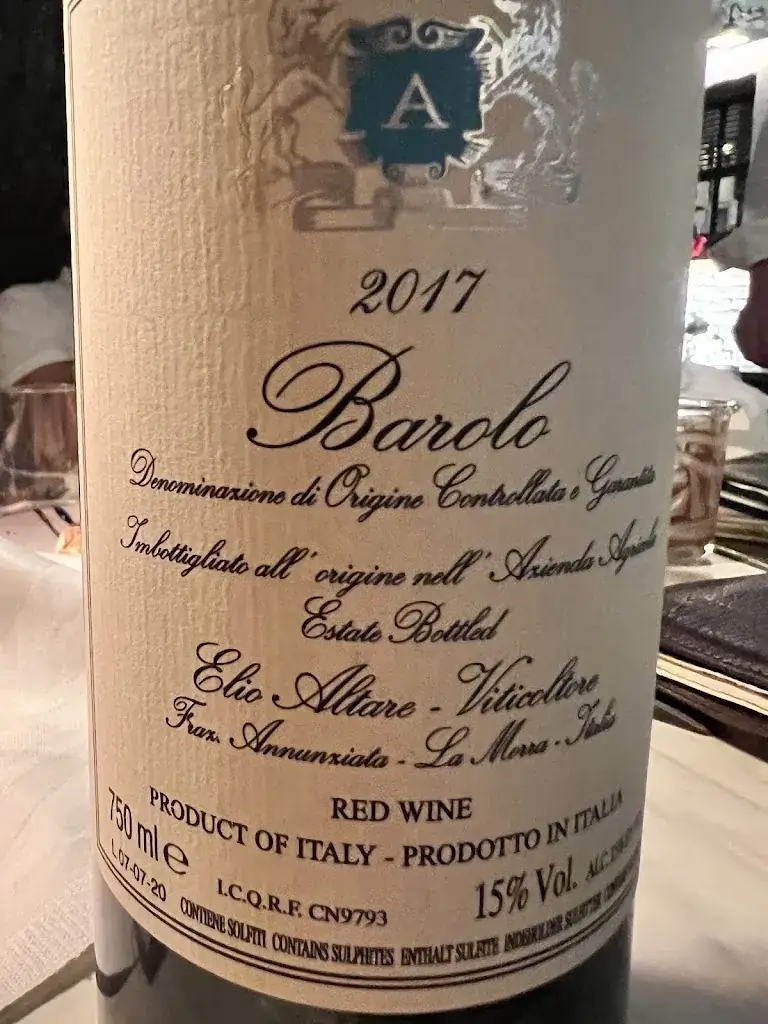 A
2017
Barolo
Denominazione di Origine Controllata e Garantita
Imbottigliato all' origine nell' Azienda Agricola
Estate Bottled
Elio Altare - Viticoltore
Fraz. Annunziata - La Morra - Italia
RED WINE
PRODUCT OF ITALY - PRODOTTO IN ITALIA
750 ml e
L 07-07-20
I.C.Q.R.F. CN9793
15% Vol. ALC.
CONTIENE SOLFITI CONTAINS SULPHITES ENTHÄLT SULFITE